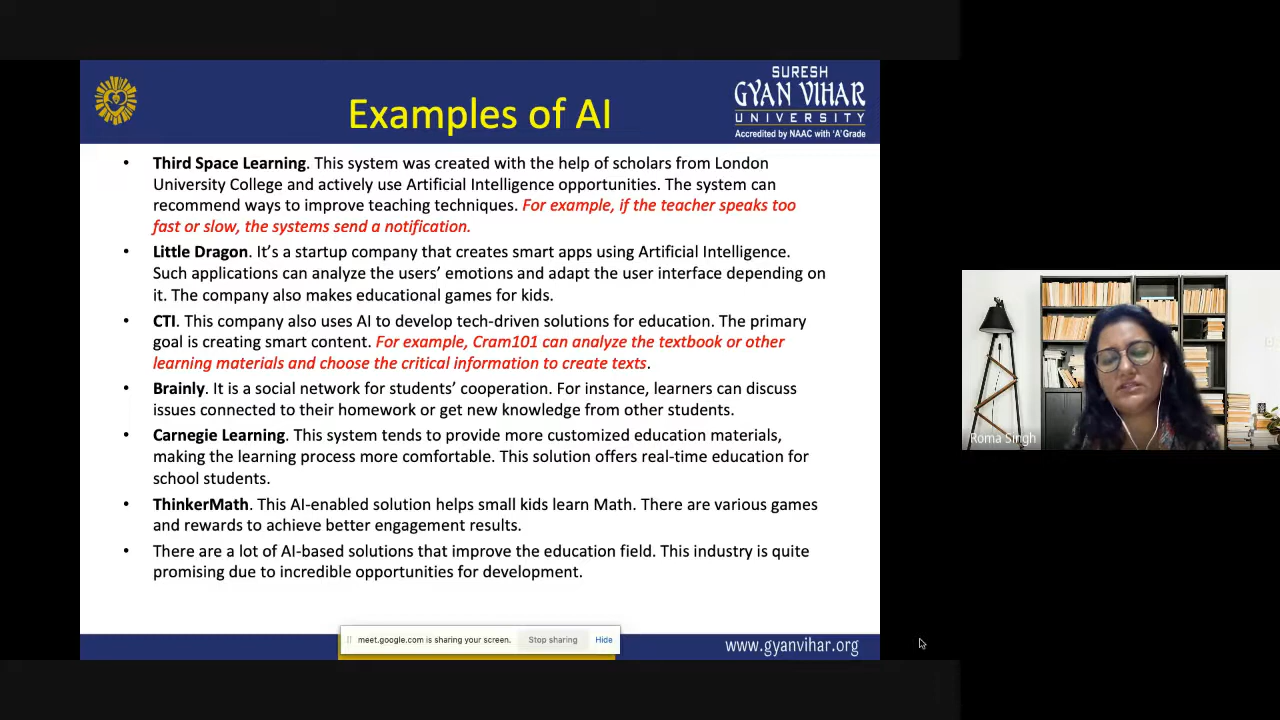 SURESH
GYAN VIHAR
UNIVERSITY
Accredited by NAAC with 'A' Grade
Examples of AI
• Third Space Learning. This system was created with the help of scholars from London
University College and actively use Artificial Intelligence opportunities. The system can
recommend ways to improve teaching techniques. For example, if the teacher speaks too
fast or slow, the systems send a notification.
• Little Dragon. It's a startup company that creates smart apps using Artificial Intelligence.
Such applications can analyze the users' emotions and adapt the user interface depending on
it. The company also makes educational games for kids.
• CTI. This company also uses AI to develop tech-driven solutions for education. The primary
goal is creating smart content. For example, Cram101 can analyze the textbook or other
learning materials and choose the critical information to create texts.
• Brainly. It is a social network for students' cooperation. For instance, learners can discuss
issues connected to their homework or get new knowledge from other students.
• Carnegie Learning. This system tends to provide more customized education materials,
making the learning process more comfortable. This solution offers real-time education for
school students.
• ThinkerMath. This AI-enabled solution helps small kids learn Math. There are various games
and rewards to achieve better engagement results.
• There are a lot of AI-based solutions that improve the education field. This industry is quite
promising due to incredible opportunities for development.
meet.google.com is sharing your screen. Stop sharing Hide
www.gyanvihar.org
Roma Singh